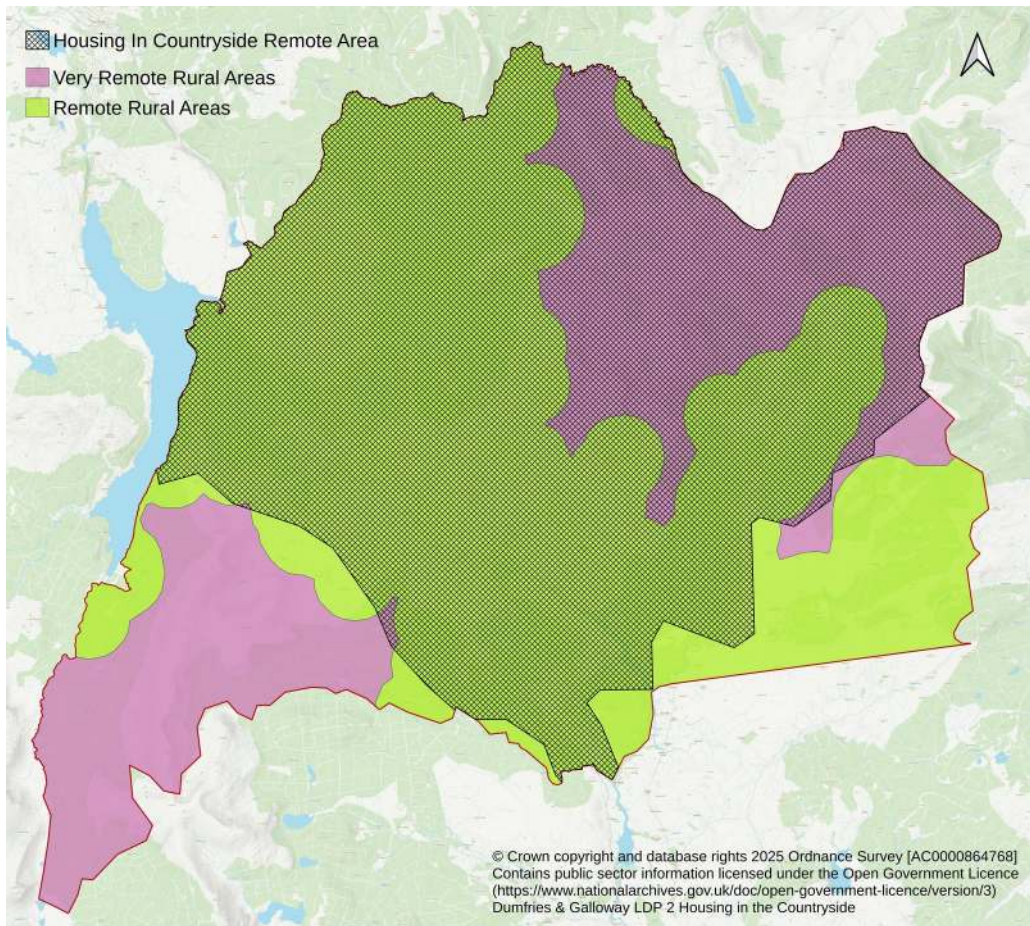 Housing In Countryside Remote Area
Very Remote Rural Areas
Remote Rural Areas
© Crown copyright and database rights 2025 Ordnance Survey [AC0000864768]
Contains public sector information licensed under the Open Government Licence
(https://www.nationalarchives.gov.uk/doc/open-government-licence/version/3)
Dumfries & Galloway LDP 2 Housing in the Countryside